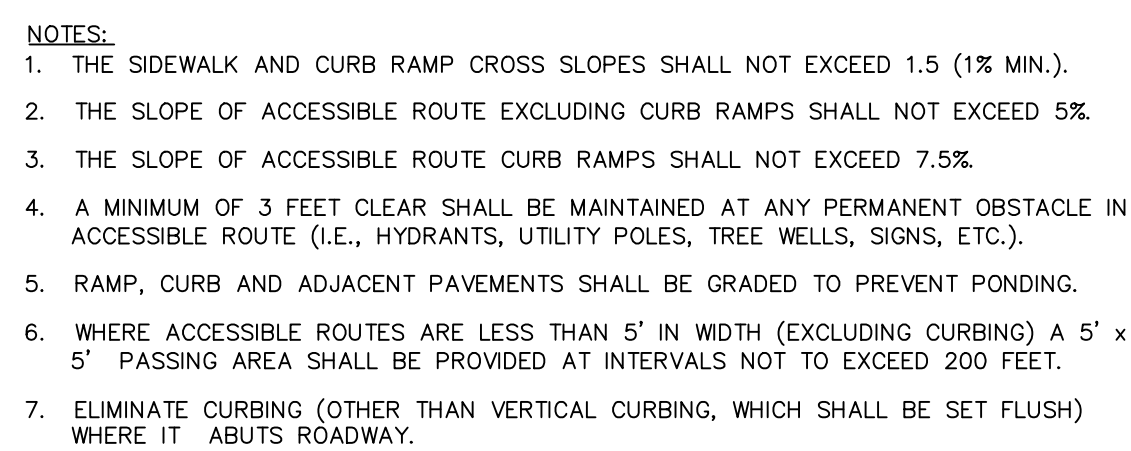 NOTES:
1. THE SIDEWALK AND CURB RAMP CROSS SLOPES SHALL NOT EXCEED 1.5 (1% MIN.).
2. THE SLOPE OF ACCESSIBLE ROUTE EXCLUDING CURB RAMPS SHALL NOT EXCEED 5%.
3. THE SLOPE OF ACCESSIBLE ROUTE CURB RAMPS SHALL NOT EXCEED 7.5%.
4. A MINIMUM OF 3 FEET CLEAR SHALL BE MAINTAINED AT ANY PERMANENT OBSTACLE IN
ACCESSIBLE ROUTE (I.E., HYDRANTS, UTILITY POLES, TREE WELLS, SIGNS, ETC.).
5. RAMP, CURB AND ADJACENT PAVEMENTS SHALL BE GRADED TO PREVENT PONDING.
6. WHERE ACCESSIBLE ROUTES ARE LESS THAN 5' IN WIDTH (EXCLUDING CURBING) A 5' x
5' PASSING AREA SHALL BE PROVIDED AT INTERVALS NOT TO EXCEED 200 FEET.
7. ELIMINATE CURBING (OTHER THAN VERTICAL CURBING, WHICH SHALL BE SET FLUSH)
WHERE IT ABUTS ROADWAY.